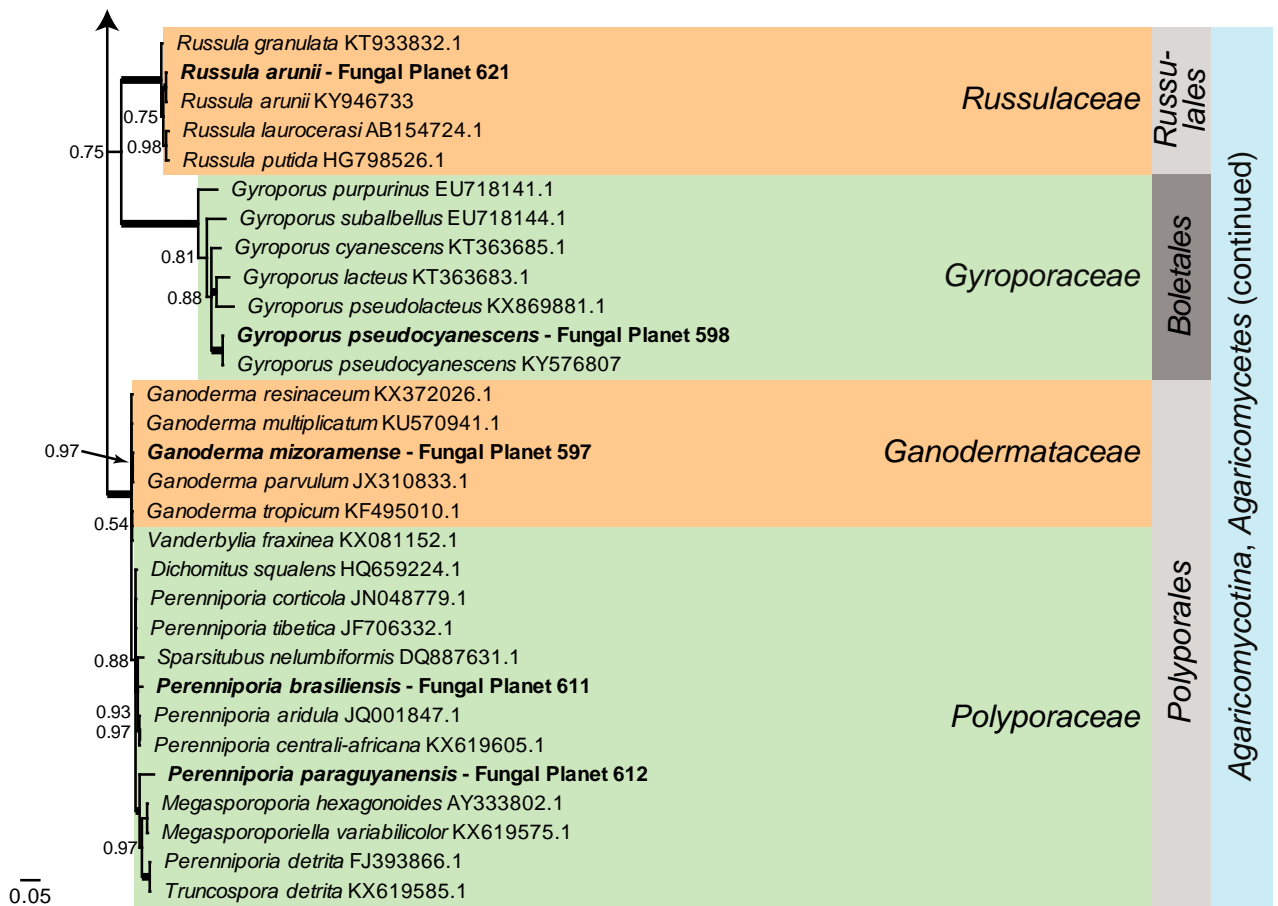 Russula granulata KT933832.1
Russula arunii - Fungal Planet 621
Russula arunii KY946733
Russula laurocerasi AB154724.1
Russula putida HG798526.1
0.75
0.98
0.75
Russulaceae
Russu-
lales
Gyroporus purpurinus EU718141.1
Gyroporus subalbellus EU718144.1
Gyroporus cyanescens KT363685.1
Gyroporus lacteus KT363683.1
Gyroporus pseudolacteus KX869881.1
Gyroporus pseudocyanescens - Fungal Planet 598
Gyroporus pseudocyanescens KY576807
0.81
0.88
Gyroporaceae
Boletales
Ganoderma resinaceum KX372026.1
Ganoderma multiplicatum KU570941.1
Ganoderma mizoramense - Fungal Planet 597
Ganoderma parvulum JX310833.1
Ganoderma tropicum KF495010.1
0.97
0.54
Ganodermataceae
Vanderbylia fraxinea KX081152.1
Dichomitus squalens HQ659224.1
Perenniporia corticola JN048779.1
Perenniporia tibetica JF706332.1
Sparsitubus nelumbiformis DQ887631.1
Perenniporia brasiliensis - Fungal Planet 611
Perenniporia aridula JQ001847.1
Perenniporia centrali-africana KX619605.1
Perenniporia paraguyanensis - Fungal Planet 612
Megasporoporia hexagonoides AY333802.1
Megasporoporiella variabilicolor KX619575.1
Perenniporia detrita FJ393866.1
Truncospora detrita KX619585.1
0.88
0.93
0.97
0.97
Polyporaceae
Polyporales
Agaricomycotina, Agaricomycetes (continued)
0.05